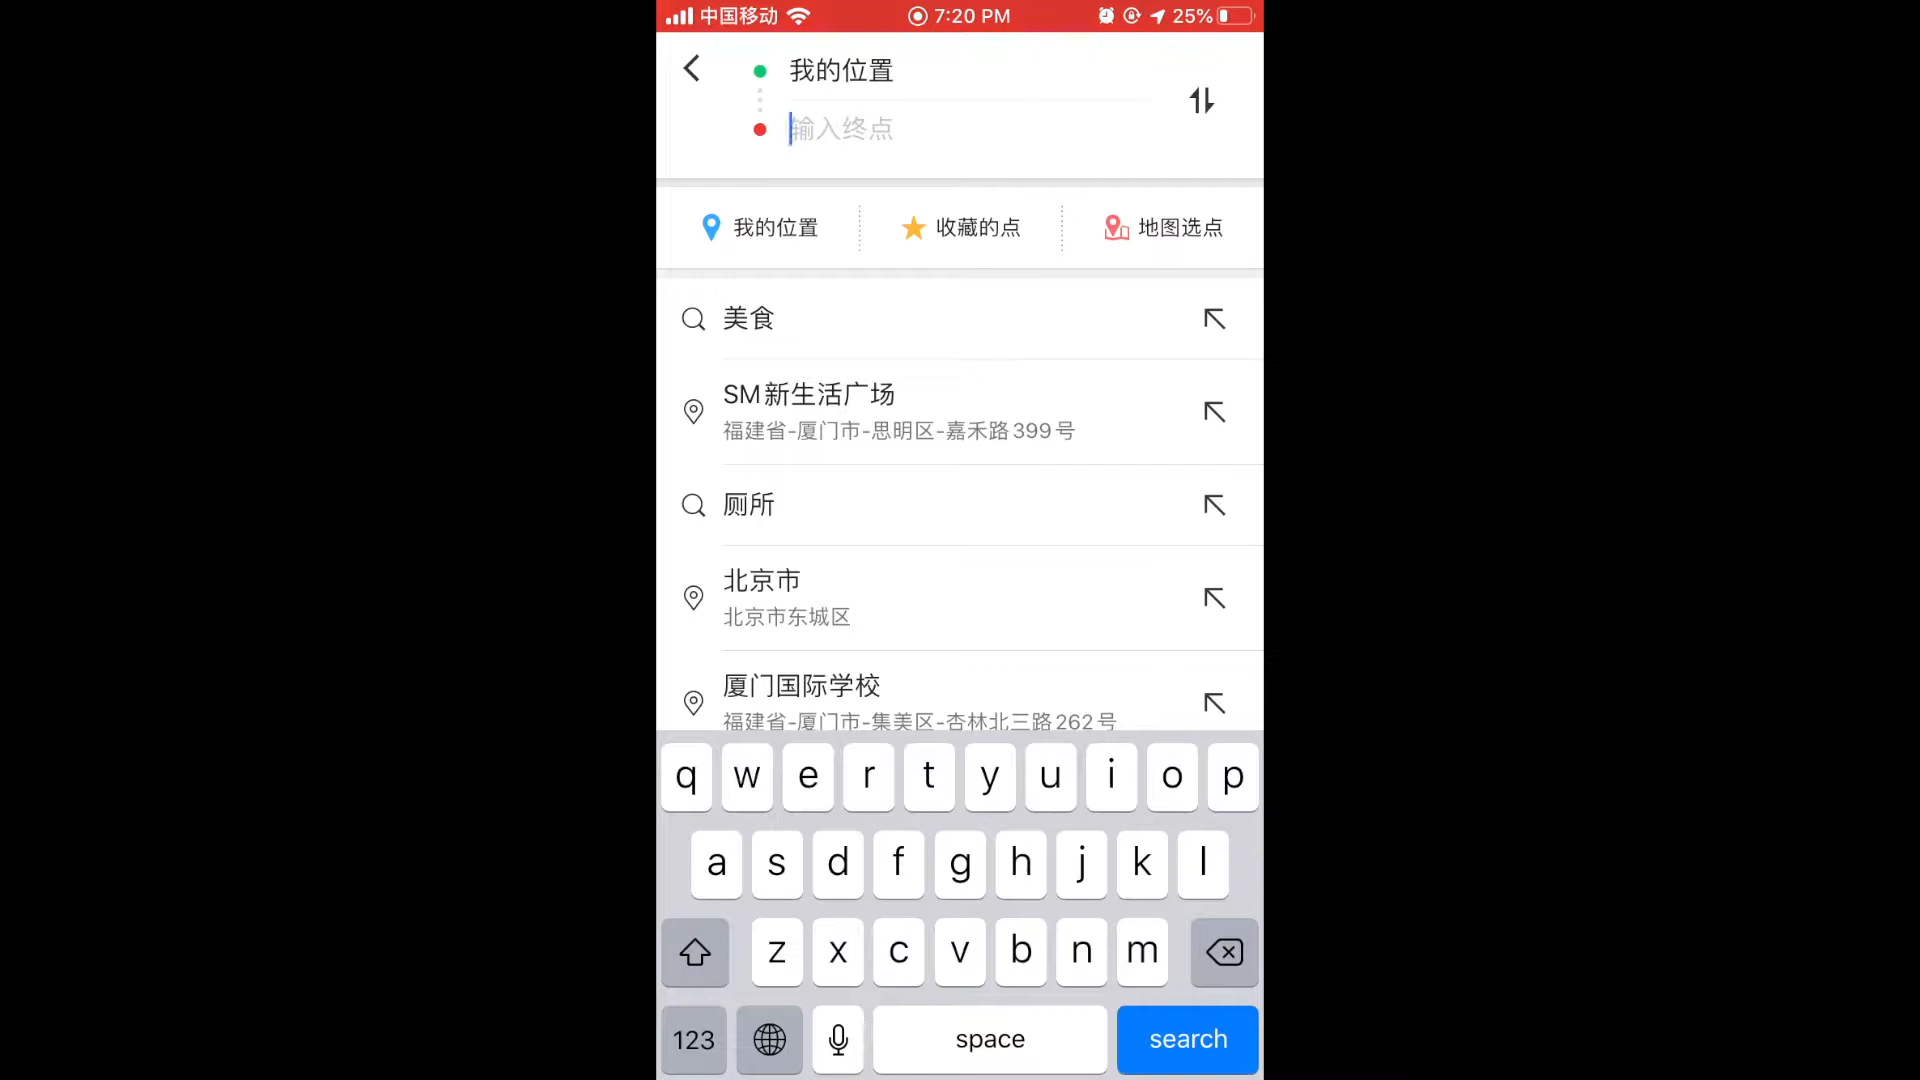 中国移动 7:20 PM 25%
我的位置
输入终点
我的位置 收藏的点 地图选点
美食
SM新生活广场
福建省-厦门市-思明区-嘉禾路399号
厕所
北京市
北京市东城区
厦门国际学校
福建省-厦门市-集美区-杏林北三路262号
q w e r t y u i o p
a s d f g h j k l
z x c v b n m
123 space search